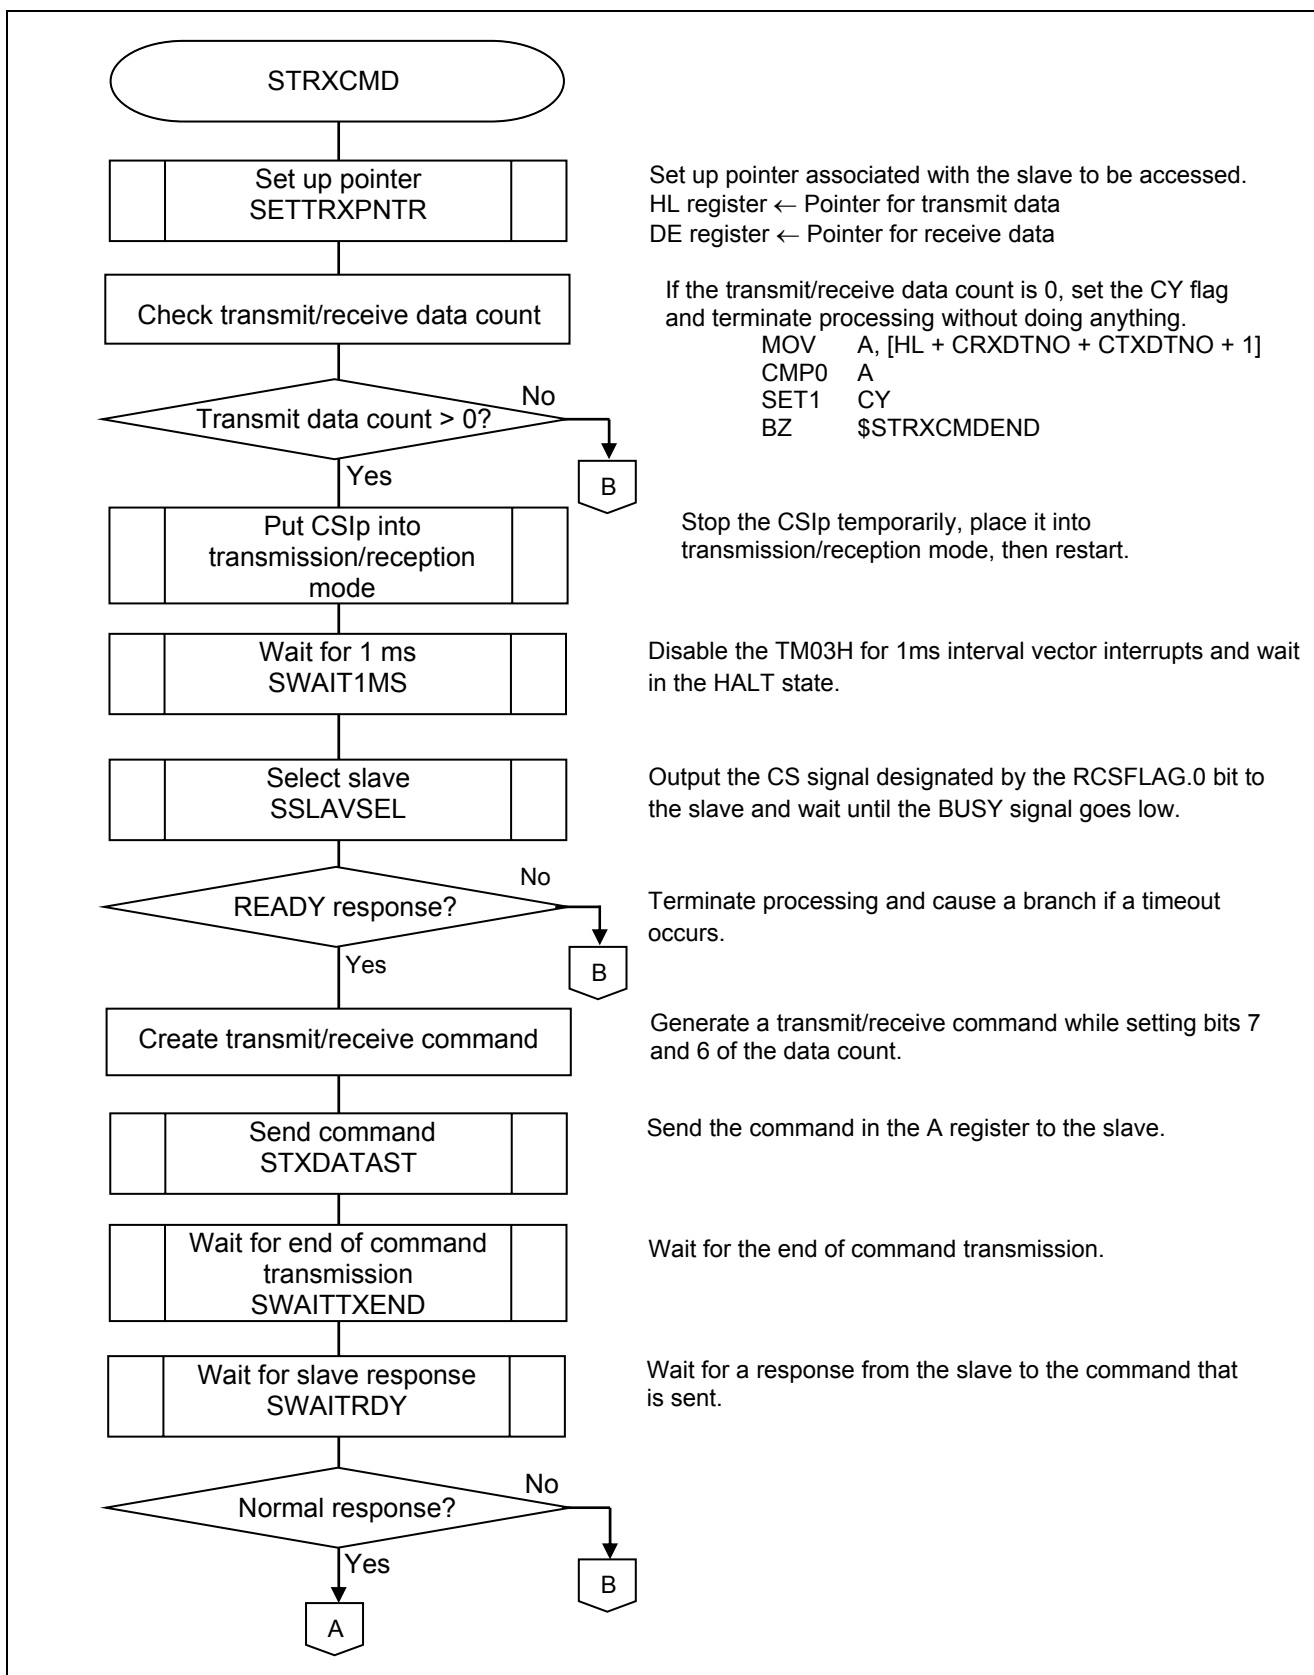 STRXCMD
Set up pointer
SETTRXPNTR
Set up pointer associated with the slave to be accessed.
HL register ← Pointer for transmit data
DE register ← Pointer for receive data
Check transmit/receive data count
If the transmit/receive data count is 0, set the CY flag
and terminate processing without doing anything.
MOV A, [HL + CRXDTNO + CTXDTNO + 1]
CMP0 A
SET1 CY
BZ $STRXCMDEND
Transmit data count > 0?
No
B
Yes
Put CSIp into
transmission/reception
mode
Stop the CSIp temporarily, place it into
transmission/reception mode, then restart.
Wait for 1 ms
SWAIT1MS
Disable the TM03H for 1ms interval vector interrupts and wait
in the HALT state.
Select slave
SSLAVSEL
Output the CS signal designated by the RCSFLAG.0 bit to
the slave and wait until the BUSY signal goes low.
READY response?
No
B
Yes
Terminate processing and cause a branch if a timeout
occurs.
Create transmit/receive command
Generate a transmit/receive command while setting bits 7
and 6 of the data count.
Send command
STXDATAST
Send the command in the A register to the slave.
Wait for end of command
transmission
SWAITTXEND
Wait for the end of command transmission.
Wait for slave response
SWAITRDY
Wait for a response from the slave to the command that
is sent.
Normal response?
No
B
Yes
A